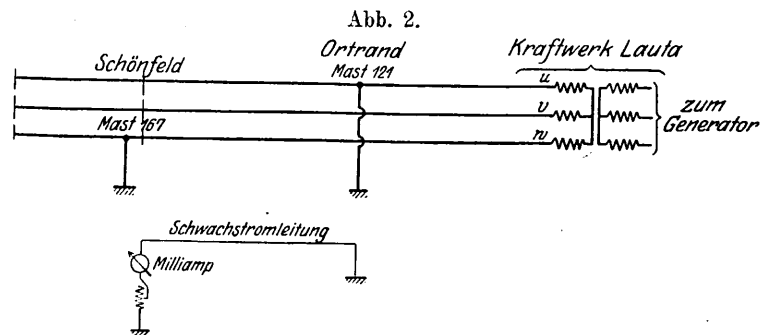 Abb. 2.
Schönfeld
Ortrand
Mast 121
Kraftwerk Lauta
u
v
w
zum
Generator
Mast 167
Schwachstromleitung
Milliamp